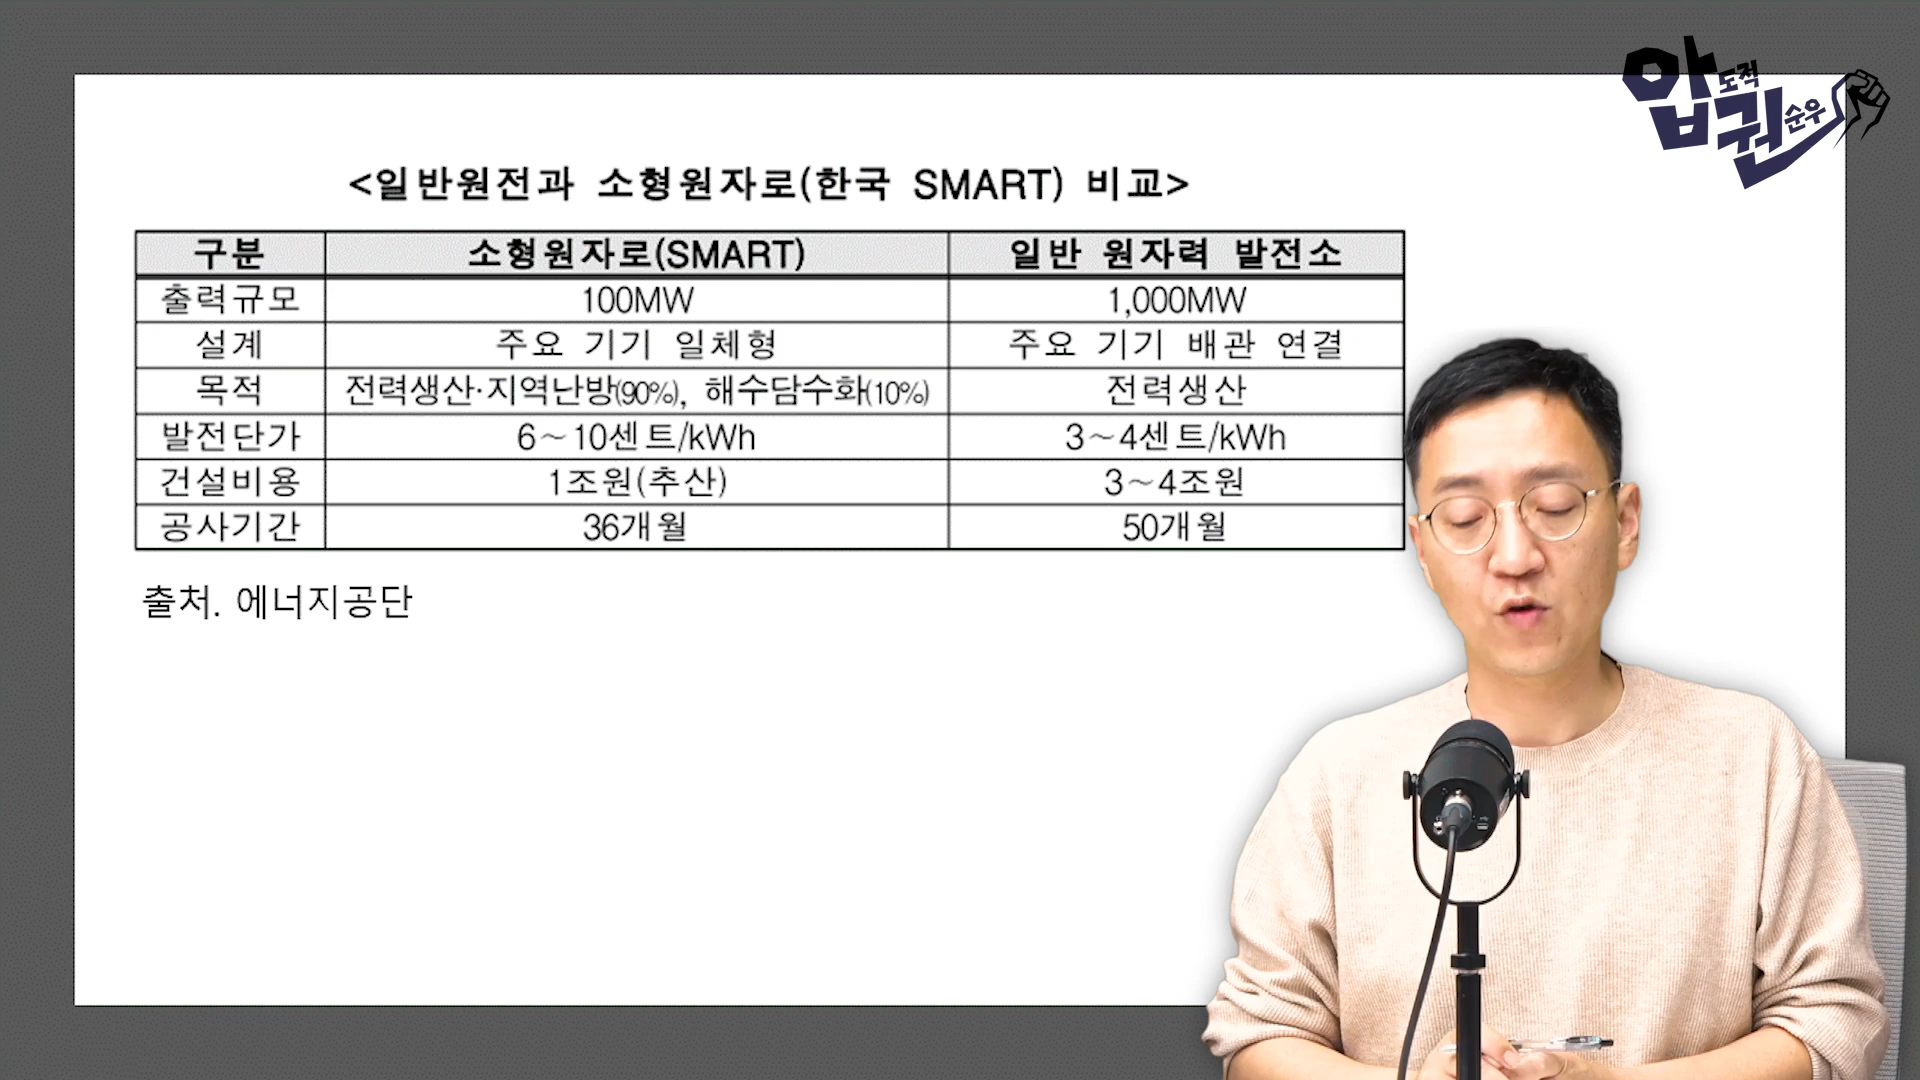 압도적
권순우
<일반원전과 소형원자로(한국 SMART) 비교>
구분 소형원자로(SMART) 일반 원자력 발전소
출력규모 100MW 1,000MW
설계 주요 기기 일체형 주요 기기 배관 연결
목적 전력생산·지역난방(90%), 해수담수화(10%) 전력생산
발전단가 6~10센트/kWh 3~4센트/kWh
건설비용 1조원(추산) 3~4조원
공사기간 36개월 50개월
출처. 에너지공단